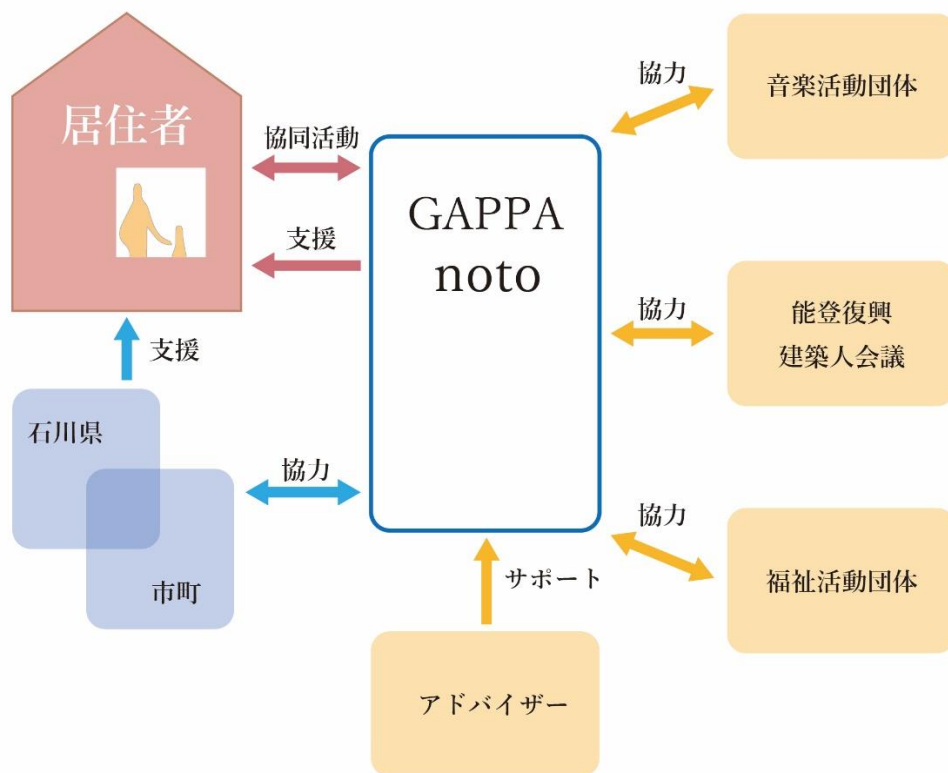 居住者
協同活動
支援
支援
石川県
市町
協力
GAPPA
noto
サポート
アドバイザー
協力
音楽活動団体
協力
能登復興
建築人会議
協力
福祉活動団体